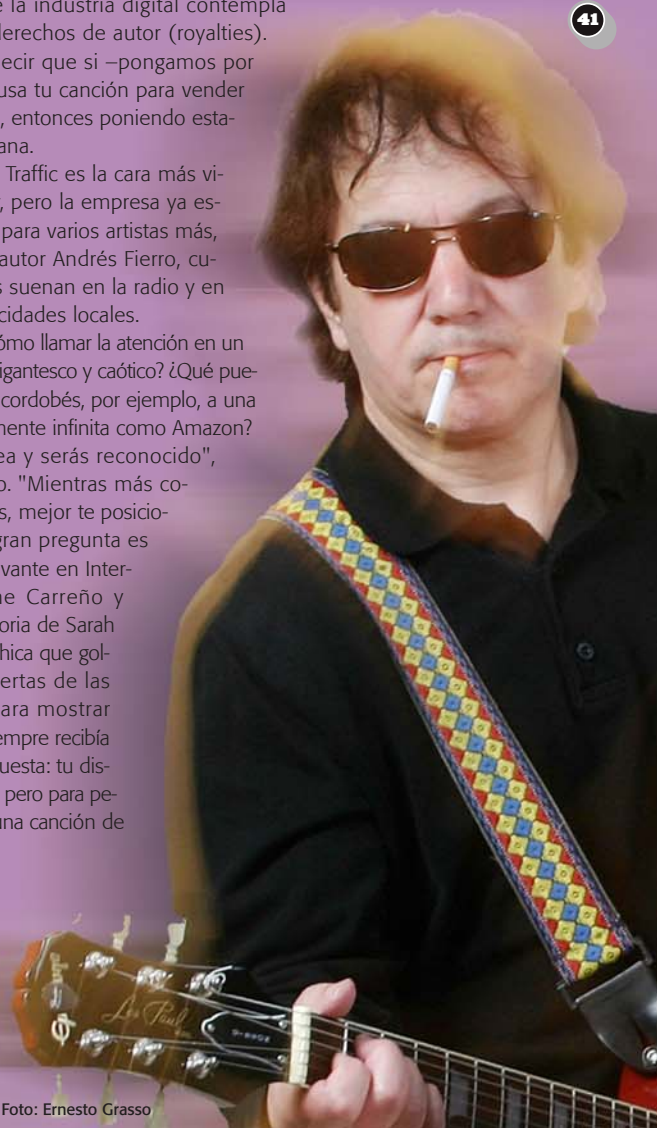 41
e la industria digital contempla
derechos de autor (royalties).
ecir que si –pongamos por
usa tu canción para vender
, entonces poniendo esta-
ana.
Traffic es la cara más vi-
, pero la empresa ya es-
para varios artistas más,
autor Andrés Fierro, cu-
s suenan en la radio y en
cidades locales.
ómo llamar la atención en un
igantesco y caótico? ¿Qué pue-
cordobés, por ejemplo, a una
mente infinita como Amazon?
ea y serás reconocido",
o. "Mientras más co-
s, mejor te posicio-
gran pregunta es
vante en Inter-
ne Carreño y
oria de Sarah
hica que gol-
ertas de las
ara mostrar
empre recibía
uesta: tu dis-
pero para pe-
una canción de
Les Paul
Foto: Ernesto Grasso